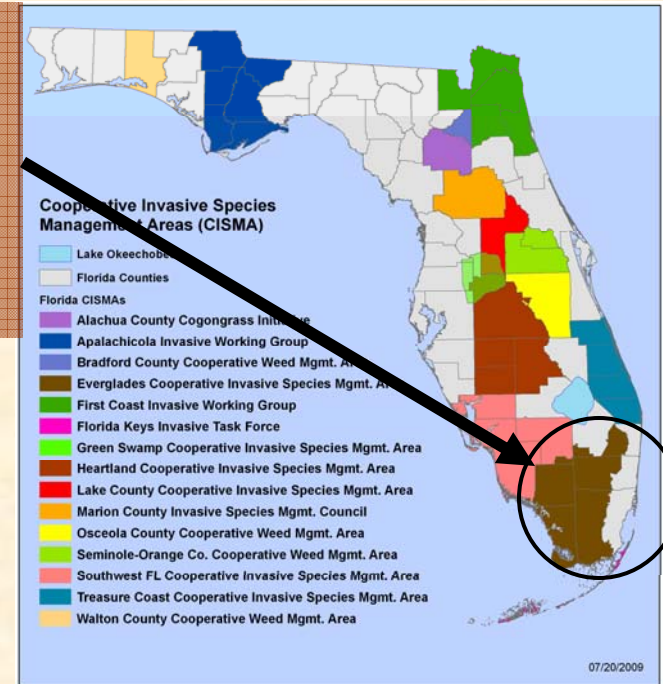 Cooperative Invasive Species
Management Areas (CISMA)
Lake Okeechobee
Florida Counties
Florida CISMAs
Alachua County Cogongrass Initiative
Apalachicola Invasive Working Group
Bradford County Cooperative Weed Mgmt. Area
Everglades Cooperative Invasive Species Mgmt. Area
First Coast Invasive Working Group
Florida Keys Invasive Task Force
Green Swamp Cooperative Invasive Species Mgmt. Area
Heartland Cooperative Invasive Species Mgmt. Area
Lake County Cooperative Invasive Species Mgmt. Area
Marion County Invasive Species Mgmt. Council
Osceola County Cooperative Weed Mgmt. Area
Seminole-Orange Co. Cooperative Weed Mgmt. Area
Southwest FL Cooperative Invasive Species Mgmt. Area
Treasure Coast Cooperative Invasive Species Mgmt. Area
Walton County Cooperative Weed Mgmt. Area
07/20/2009